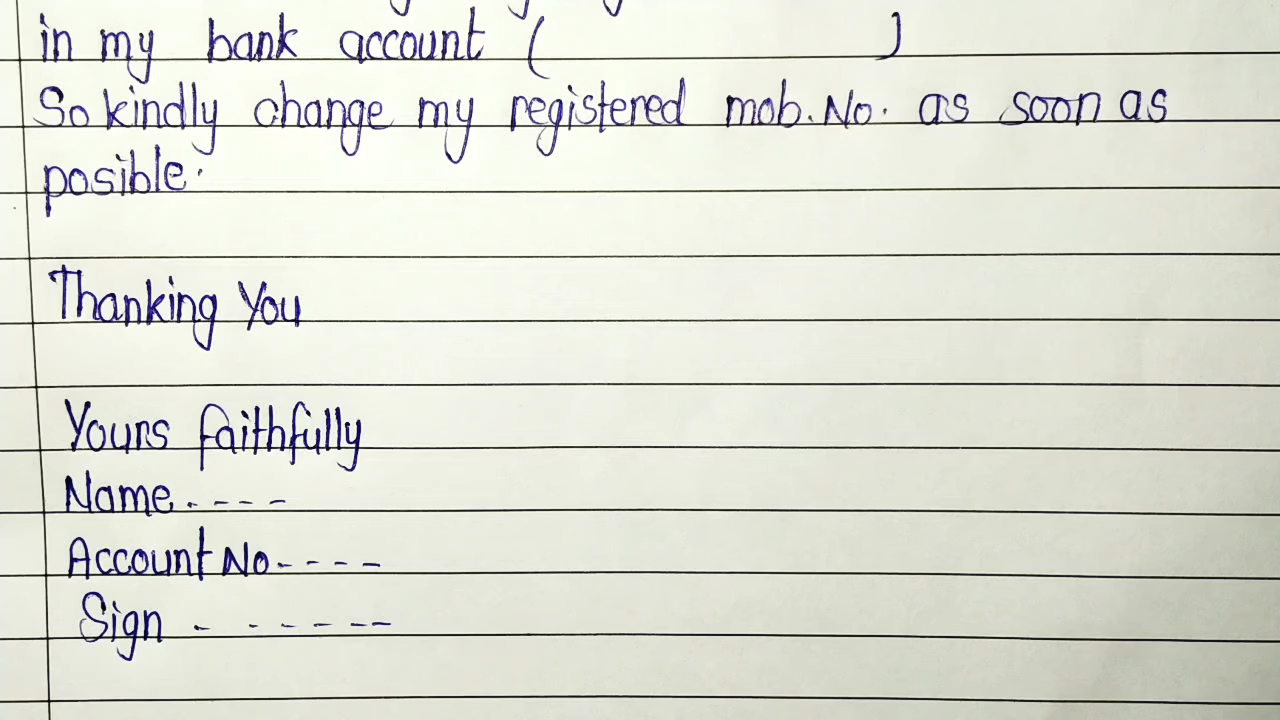 in my bank account ( )
So kindly change my registered mob. No. as soon as
posible.
Thanking You
Yours faithfully
Name . - - -
Account No - - - -
Sign - - - - - -